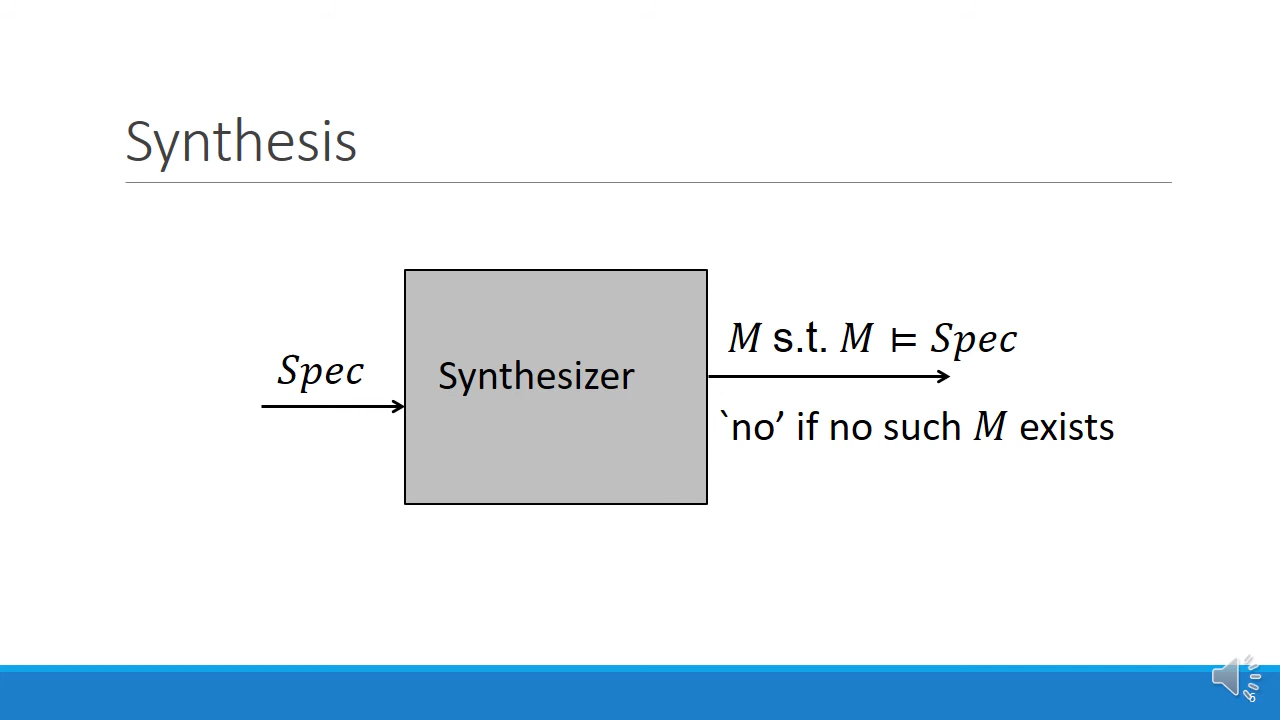 Synthesis
Spec
Synthesizer
M s.t. M ⊨ Spec
`no’ if no such M exists